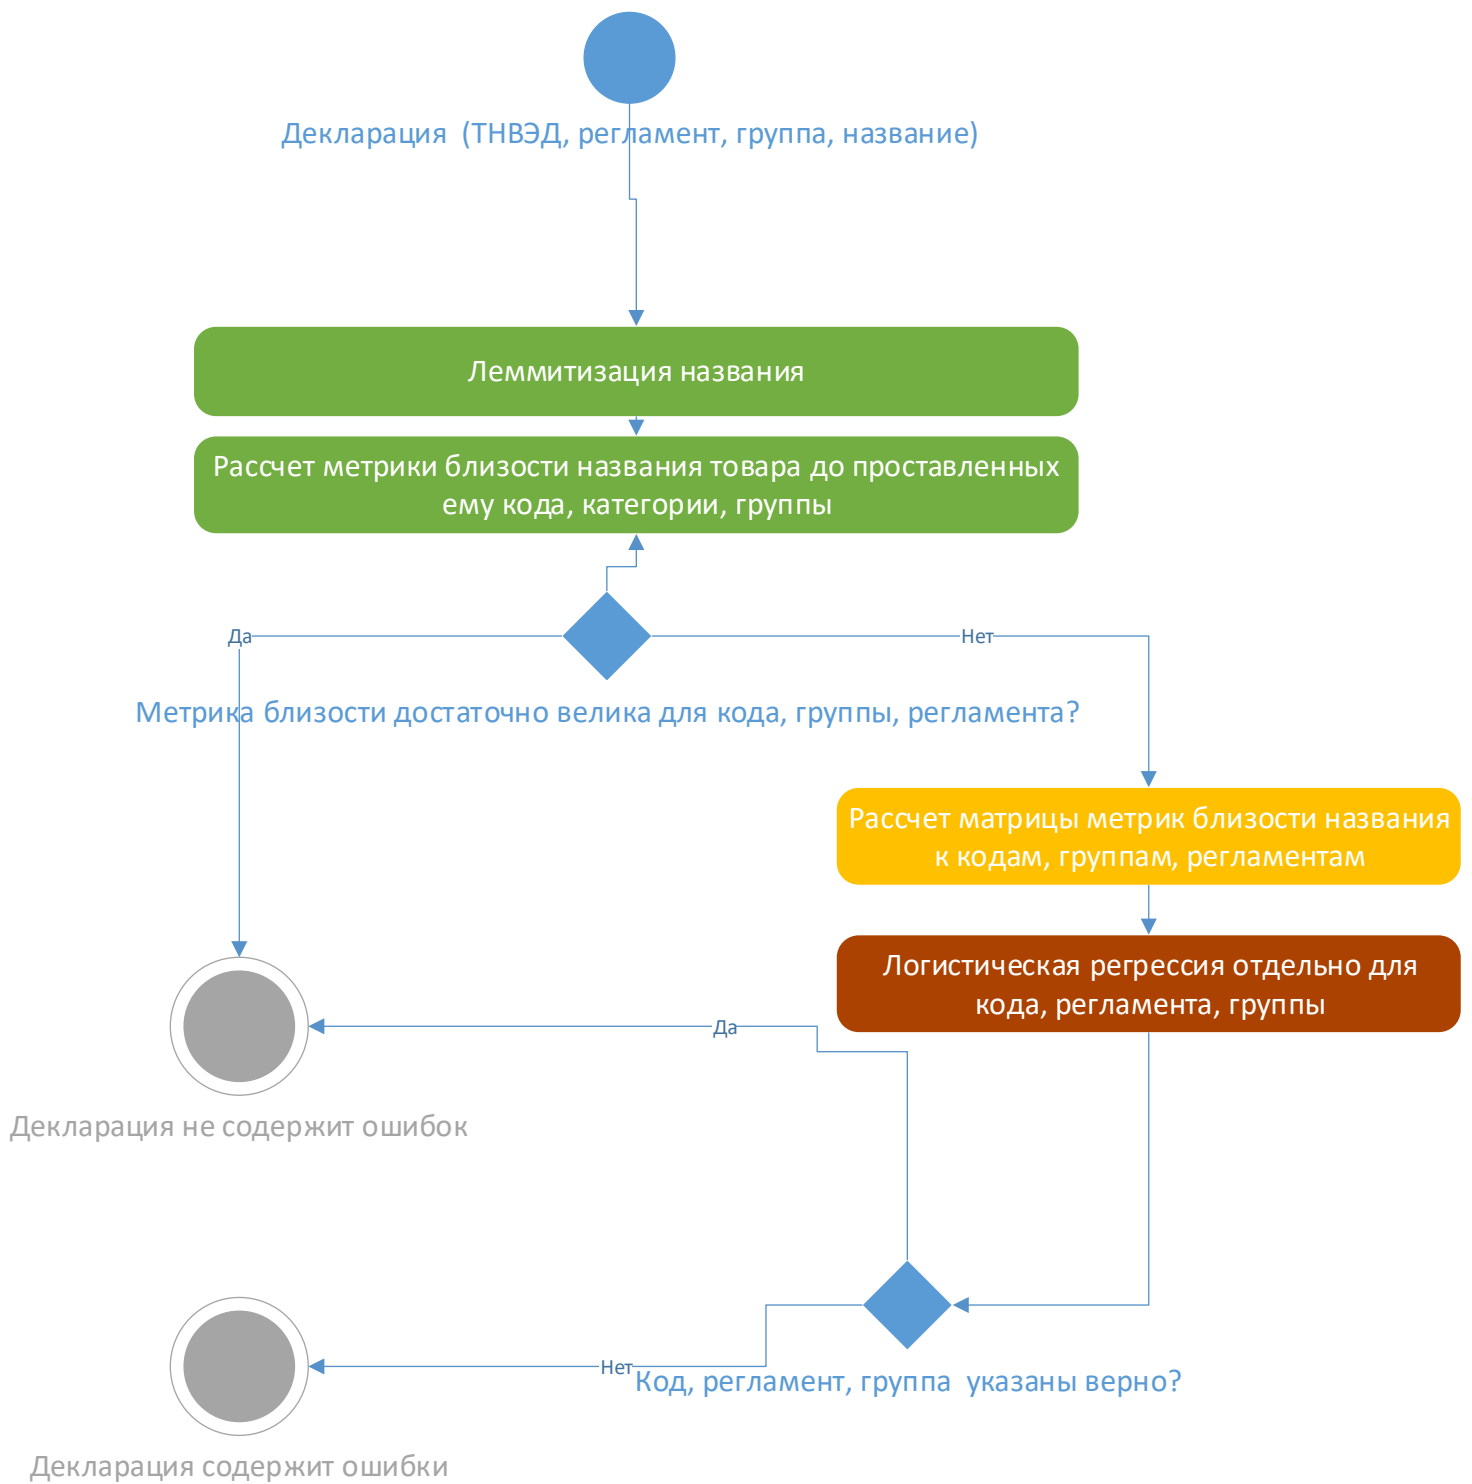 Декларация  (ТНВЭД, регламент, группа, название)
Леммитизация названия
Рассчет метрики близости названия товара до проставленных
ему кода, категории, группы
Да
Нет
Метрика близости достаточно велика для кода, группы, регламента?
Рассчет матрицы метрик близости названия
к кодам, группам, регламентам
Логистическая регрессия отдельно для
кода, регламента, группы
Да
Декларация не содержит ошибок
Нет
Код, регламент, группа  указаны верно?
Декларация содержит ошибки